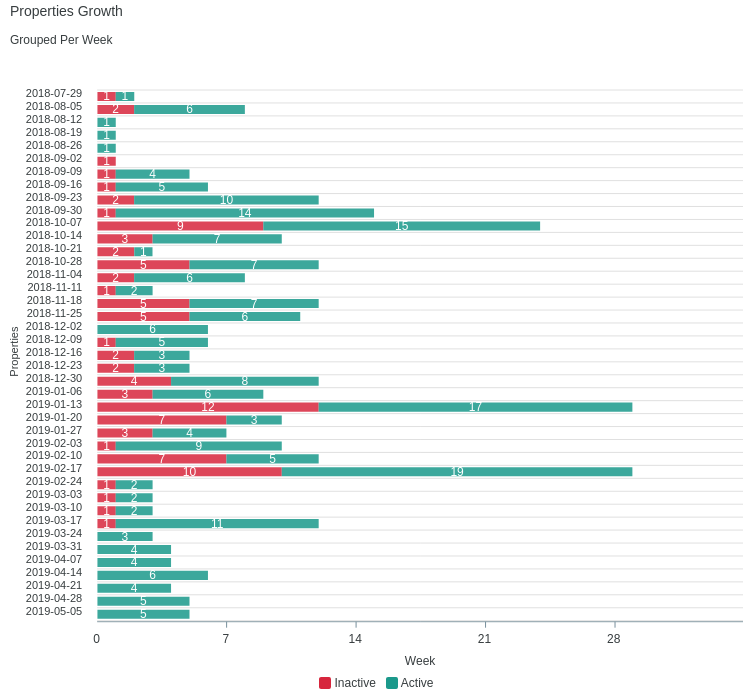 Properties Growth
Grouped Per Week
2018-07-29 1 1
2018-08-05 2 6
2018-08-12 1
2018-08-19 1
2018-08-26 1
2018-09-02 1
2018-09-09 1 4
2018-09-16 1 5
2018-09-23 2 10
2018-09-30 1 14
2018-10-07 9 15
2018-10-14 3 7
2018-10-21 2 1
2018-10-28 5 7
2018-11-04 2 6
2018-11-11 1 2
2018-11-18 5 7
2018-11-25 5 6
2018-12-02 6
2018-12-09 1 5
2018-12-16 2 3
2018-12-23 2 3
2018-12-30 4 8
2019-01-06 3 6
2019-01-13 12 17
2019-01-20 7 3
2019-01-27 3 4
2019-02-03 1 9
2019-02-10 7 5
2019-02-17 10 19
2019-02-24 1 2
2019-03-03 1 2
2019-03-10 1 2
2019-03-17 1 11
2019-03-24 3
2019-03-31 4
2019-04-07 4
2019-04-14 6
2019-04-21 4
2019-04-28 5
2019-05-05 5
Properties
0 7 14 21 28
Week
Inactive Active